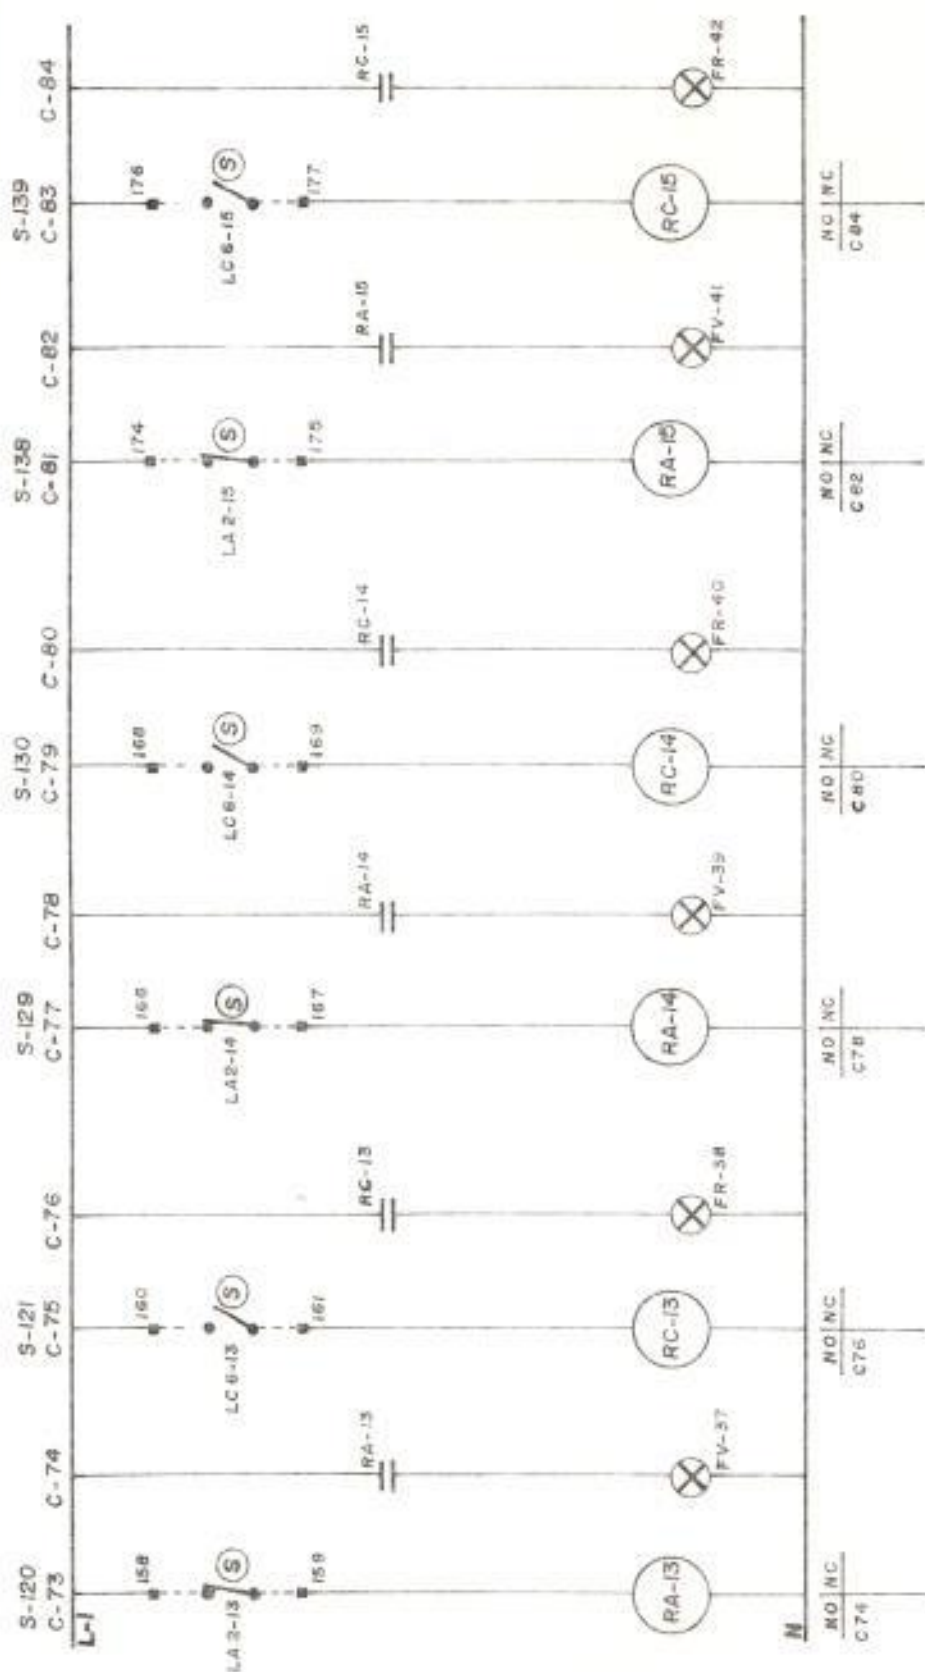 S-120 S-121 S-129 S-130 S-138 S-139
C-73 C-74 C-75 C-76 C-77 C-78 C-79 C-80 C-81 C-82 C-83 C-84
L-1
158 160 166 168 174 176
LA2-13 S LC6-13 S LA2-14 S LC6-14 S LA2-15 S LC6-15 S
159 161 167 169 175 177
RA-13 RC-13 RA-14 RC-14 RA-15 RC-15
RA-13 RC-13 RA-14 RC-14 RA-15 RC-15
FV-37 FR-38 FV-39 FR-40 FV-41 FR-42
N
NO NC NO NC NO NC NO NC NO NC NO NC
C74 C76 C78 C80 C82 C84